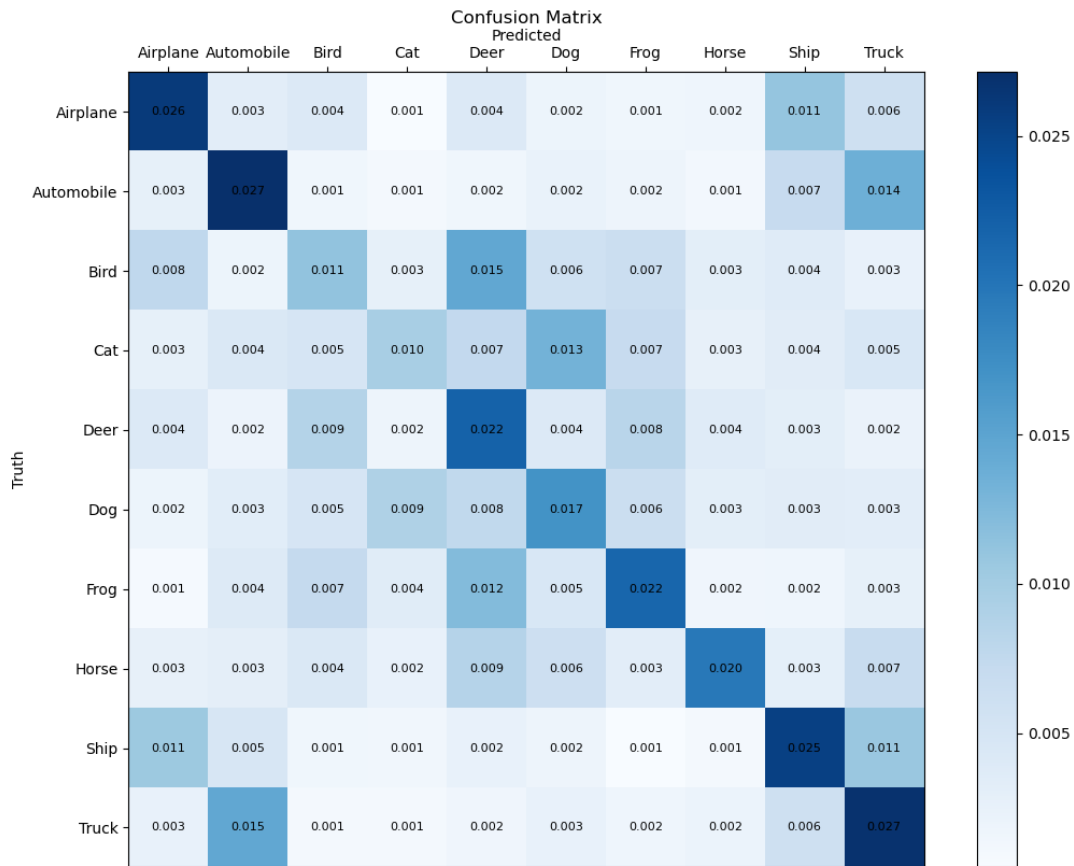 Confusion Matrix
Predicted
Airplane Automobile Bird Cat Deer Dog Frog Horse Ship Truck
Airplane 0.026 0.003 0.004 0.001 0.004 0.002 0.001 0.002 0.011 0.006
0.025
Automobile 0.003 0.027 0.001 0.001 0.002 0.002 0.002 0.001 0.007 0.014
Bird 0.008 0.002 0.011 0.003 0.015 0.006 0.007 0.003 0.004 0.003
0.020
Cat 0.003 0.004 0.005 0.010 0.007 0.013 0.007 0.003 0.004 0.005
Deer 0.004 0.002 0.009 0.002 0.022 0.004 0.008 0.004 0.003 0.002
0.015
Truth
Dog 0.002 0.003 0.005 0.009 0.008 0.017 0.006 0.003 0.003 0.003
Frog 0.001 0.004 0.007 0.004 0.012 0.005 0.022 0.002 0.002 0.003
0.010
Horse 0.003 0.003 0.004 0.002 0.009 0.006 0.003 0.020 0.003 0.007
0.005
Ship 0.011 0.005 0.001 0.001 0.002 0.002 0.001 0.001 0.025 0.011
Truck 0.003 0.015 0.001 0.001 0.002 0.003 0.002 0.002 0.006 0.027